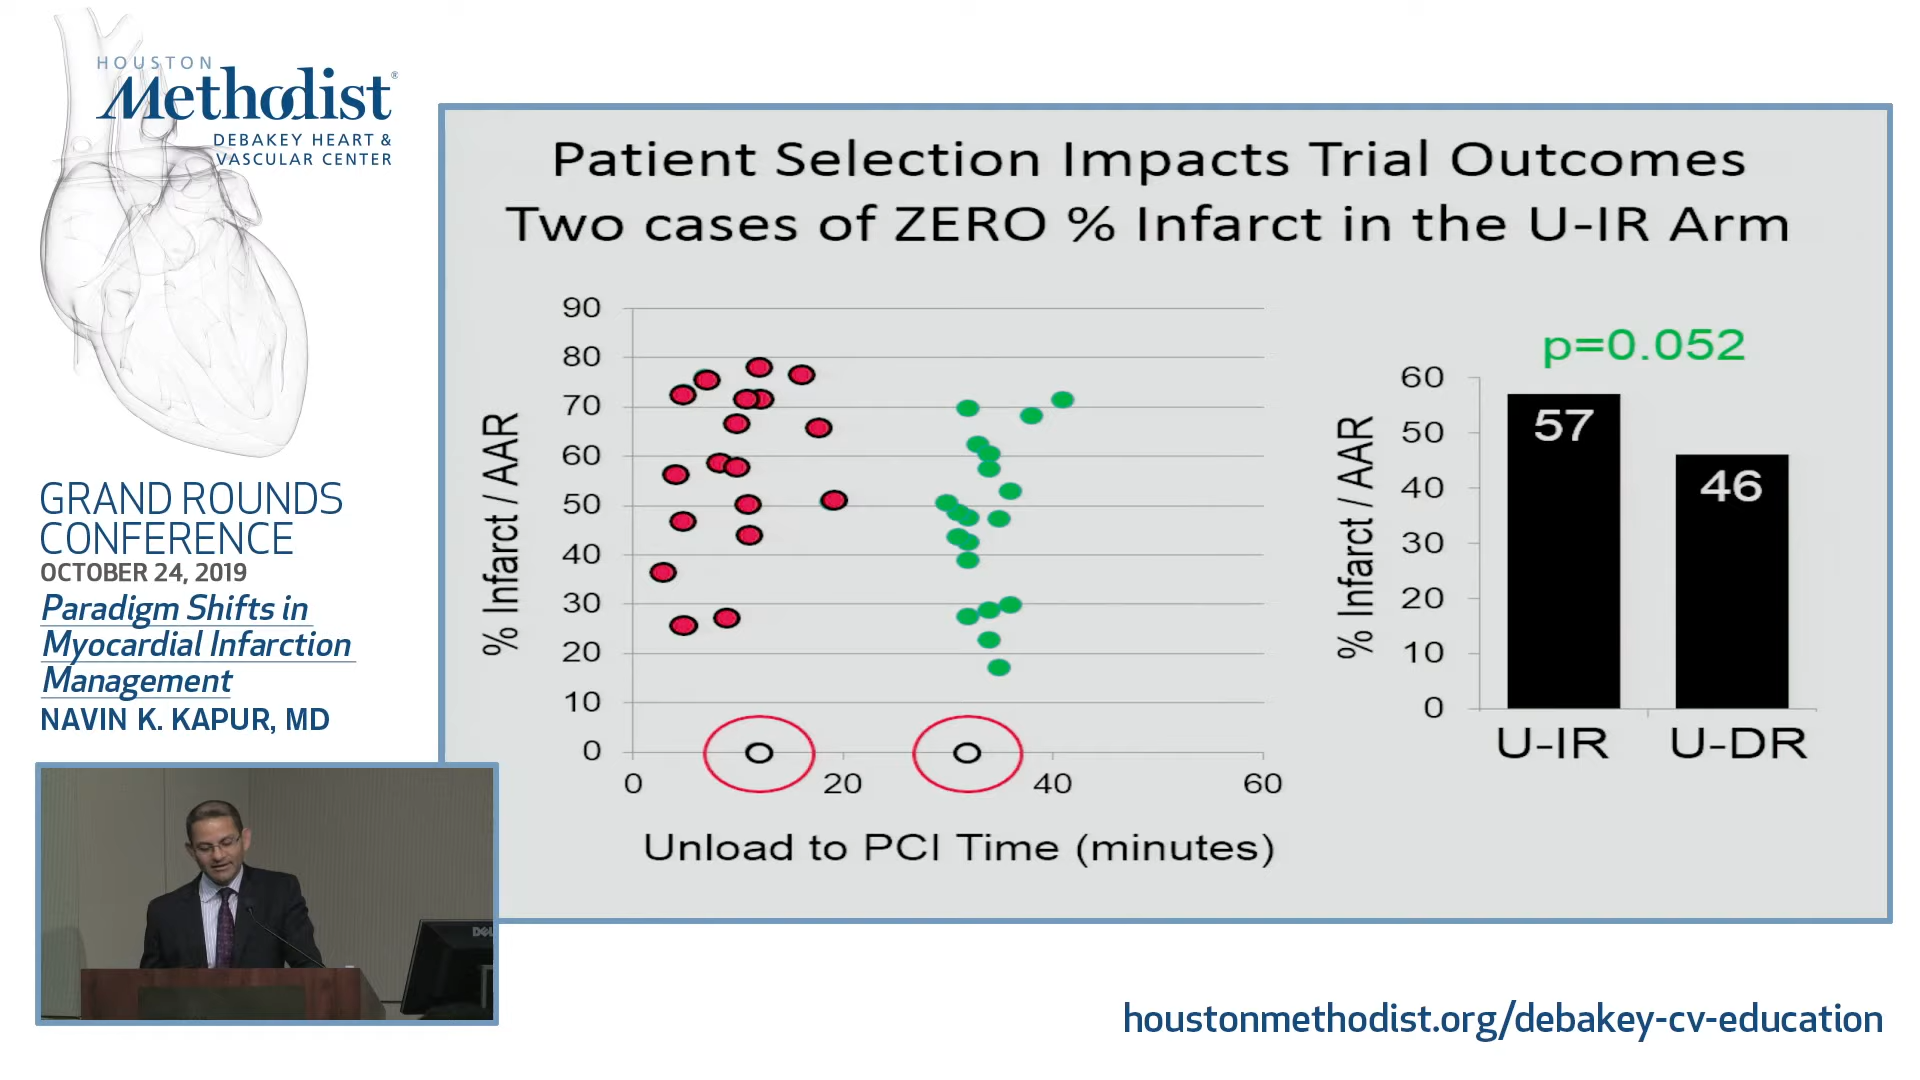 HOUSTON
Methodist®
DEBAKEY HEART &
VASCULAR CENTER
GRAND ROUNDS
CONFERENCE
OCTOBER 24, 2019
Paradigm Shifts in
Myocardial Infarction
Management
NAVIN K. KAPUR, MD
Patient Selection Impacts Trial Outcomes
Two cases of ZERO % Infarct in the U-IR Arm
% Infarct / AAR
90
80
70
60
50
40
30
20
10
0
0 20 40 60
Unload to PCI Time (minutes)
p=0.052
% Infarct / AAR
60
50
40
30
20
10
0
57
46
U-IR U-DR
houstonmethodist.org/debakey-cv-education